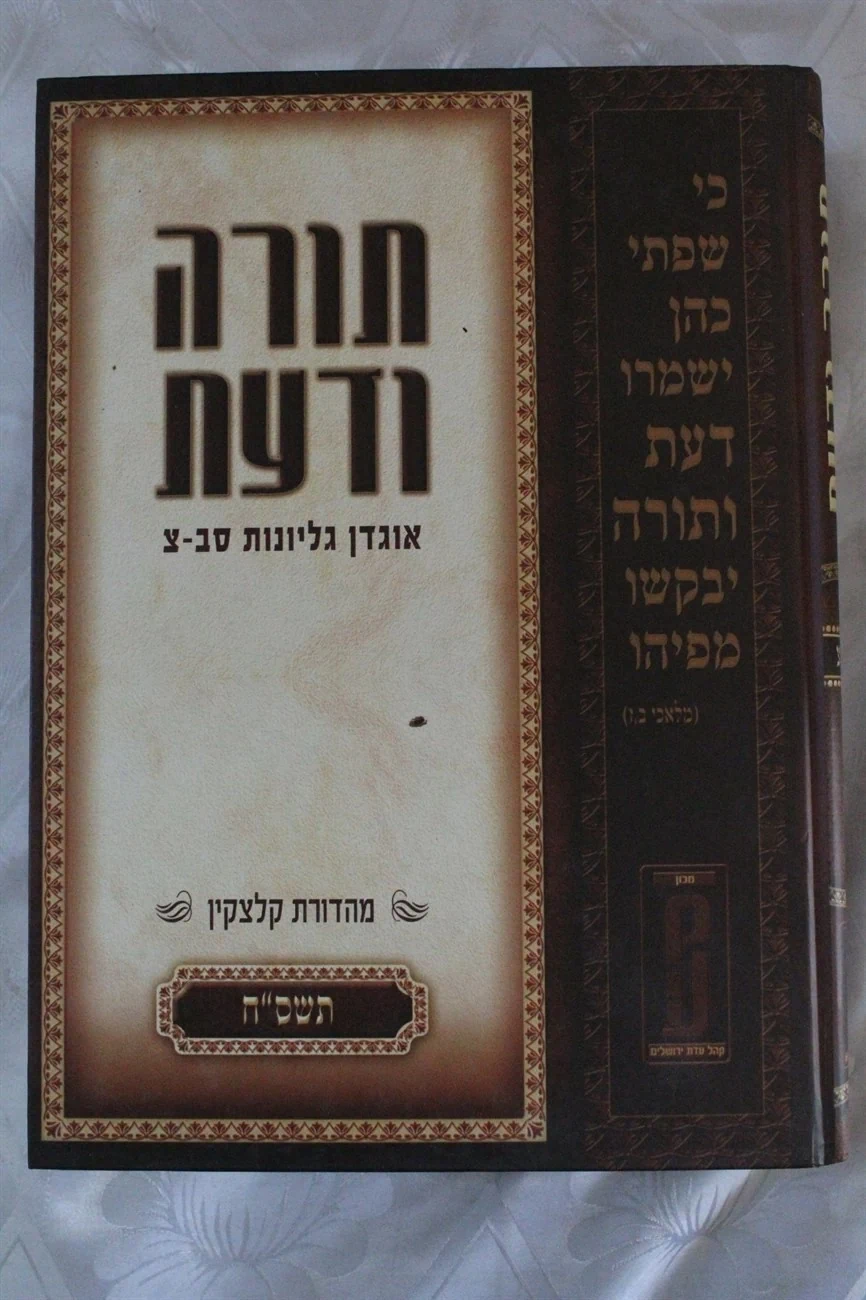 תורה
ודעת
אוגדן גליונות סב-צ
מהדורת קלצקין
תשס"ח
כי
שפתי
כהן
ישמרו
דעת
ותורה
יבקשו
מפיהו
(מלאכי ב,ז)
מכון
קהל עדת ירושלים